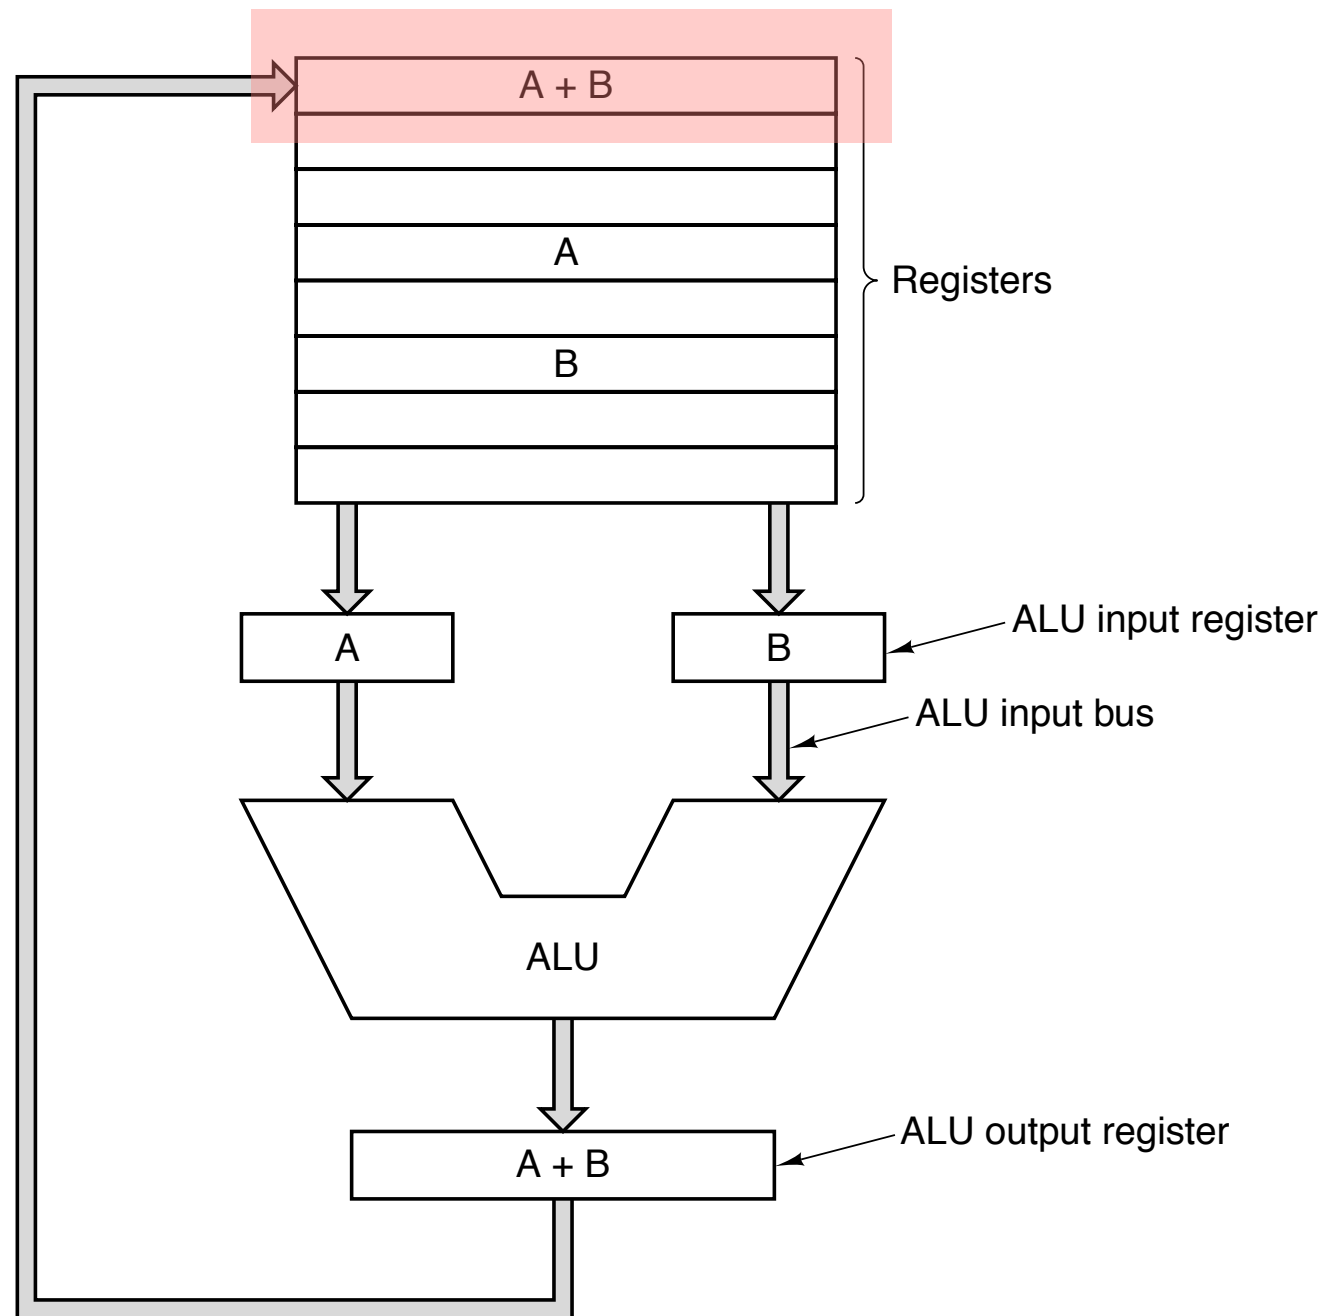 A + B
A
Registers
B
A
B
ALU input register
ALU input bus
ALU
A + B
ALU output register